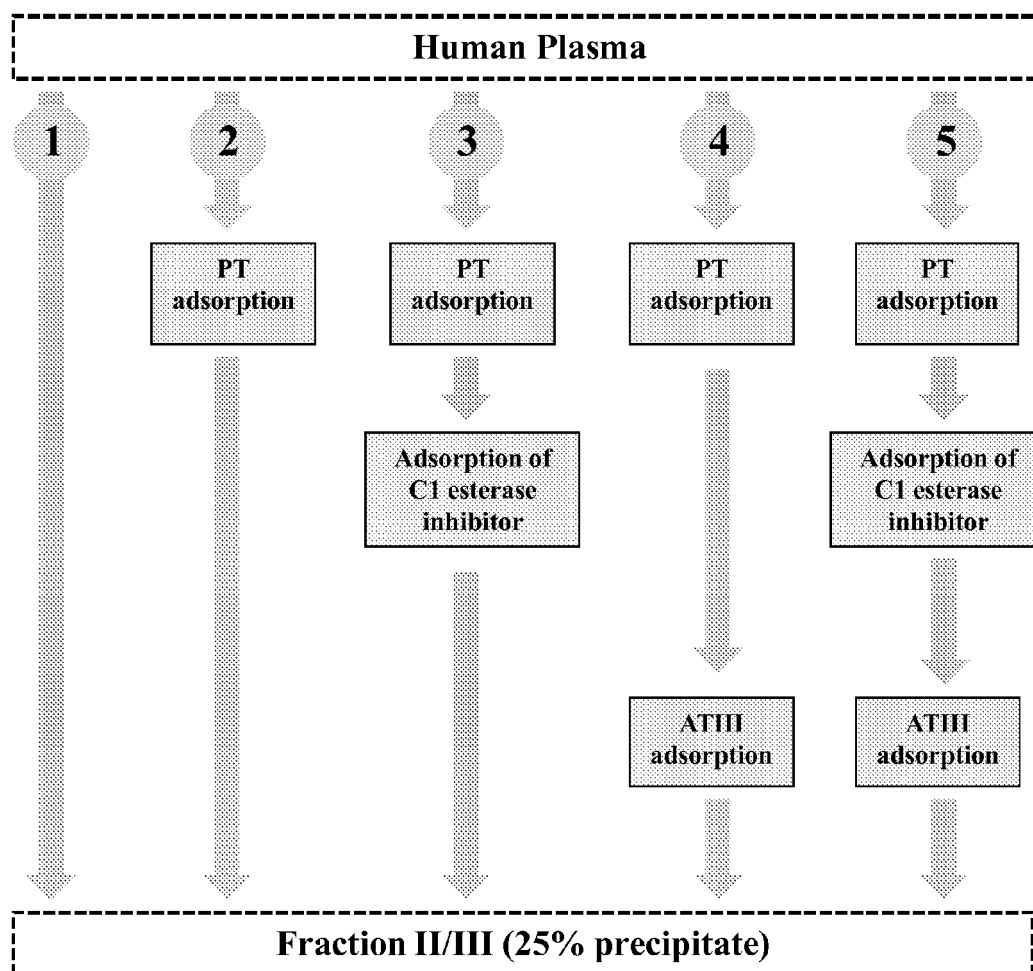 Human Plasma
1
2
3
4
5
PT
adsorption
PT
adsorption
PT
adsorption
PT
adsorption
Adsorption of
C1 esterase
inhibitor
Adsorption of
C1 esterase
inhibitor
ATIII
adsorption
ATIII
adsorption
Fraction II/III (25% precipitate)